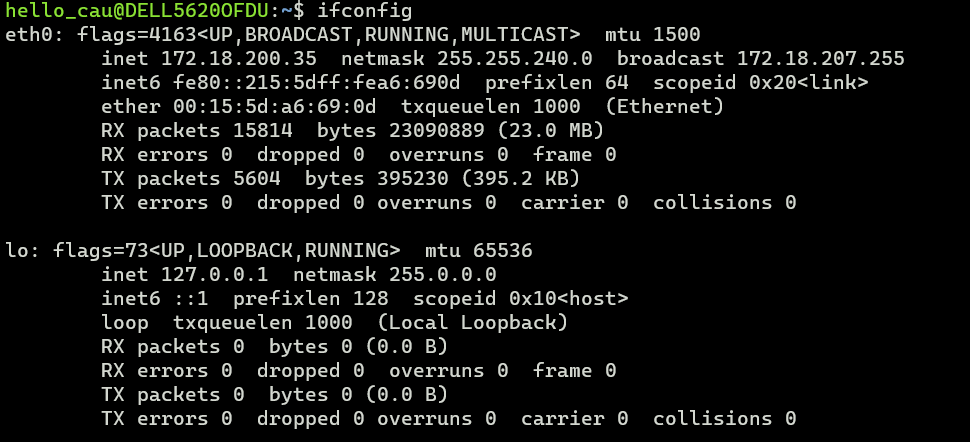 hello_cau@DELL5620OFDU:~$ ifconfig
eth0: flags=4163<UP,BROADCAST,RUNNING,MULTICAST>  mtu 1500
        inet 172.18.200.35  netmask 255.255.240.0  broadcast 172.18.207.255
        inet6 fe80::215:5dff:fea6:690d  prefixlen 64  scopeid 0x20<link>
        ether 00:15:5d:a6:69:0d  txqueuelen 1000  (Ethernet)
        RX packets 15814  bytes 23090889 (23.0 MB)
        RX errors 0  dropped 0  overruns 0  frame 0
        TX packets 5604  bytes 395230 (395.2 KB)
        TX errors 0  dropped 0 overruns 0  carrier 0  collisions 0

lo: flags=73<UP,LOOPBACK,RUNNING>  mtu 65536
        inet 127.0.0.1  netmask 255.0.0.0
        inet6 ::1  prefixlen 128  scopeid 0x10<host>
        loop  txqueuelen 1000  (Local Loopback)
        RX packets 0  bytes 0 (0.0 B)
        RX errors 0  dropped 0  overruns 0  frame 0
        TX packets 0  bytes 0 (0.0 B)
        TX errors 0  dropped 0 overruns 0  carrier 0  collisions 0